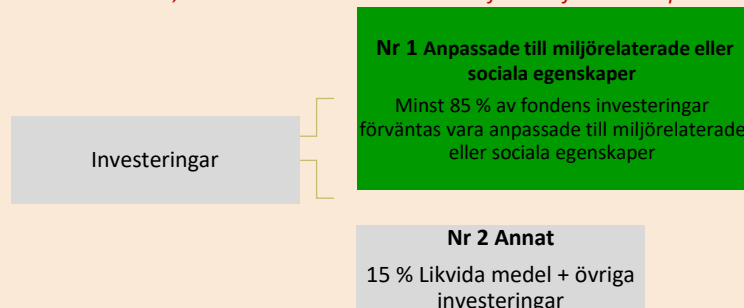 Nr 1 Anpassade till miljörelaterade eller
sociala egenskaper
Minst 85 % av fondens investeringar
förväntas vara anpassade till miljörelaterade
eller sociala egenskaper
Investeringar
Nr 2 Annat
15 % Likvida medel + övriga
investeringar